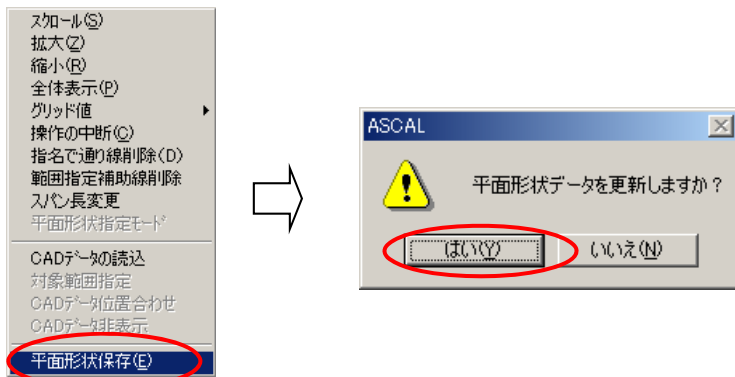 スクロール(S)
拡大(Z)
縮小(R)
全体表示(P)
グリッド値
操作の中断(C)
指名で通り線削除(D)
範囲指定補助線削除
スパン長変更
平面形状指定モード
CADデータの読込
対象範囲指定
CADデータ位置合わせ
CADデータ非表示
平面形状保存(E)
ASCAL
平面形状データを更新しますか?
はい(Y)
いいえ(N)